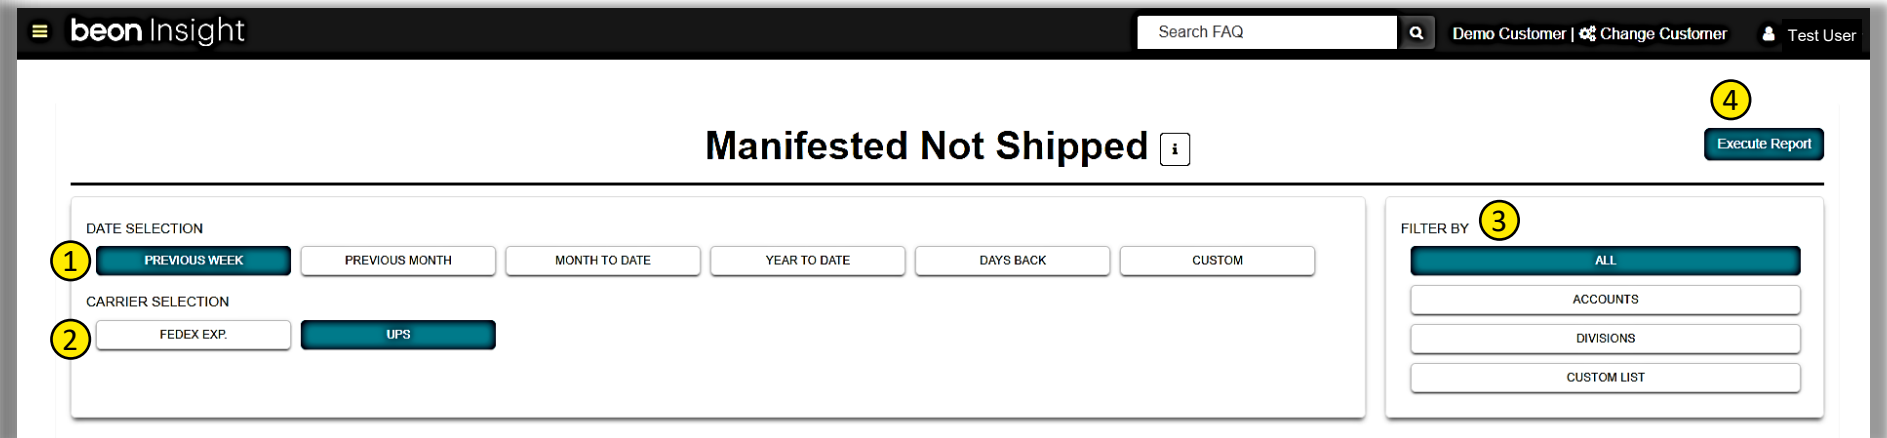 beon Insight
Search FAQ
Demo Customer | Change Customer
Test User
4
Manifested Not Shipped i
Execute Report
DATE SELECTION
1
PREVIOUS WEEK
PREVIOUS MONTH
MONTH TO DATE
YEAR TO DATE
DAYS BACK
CUSTOM
CARRIER SELECTION
2
FEDEX EXP.
UPS
FILTER BY
3
ALL
ACCOUNTS
DIVISIONS
CUSTOM LIST